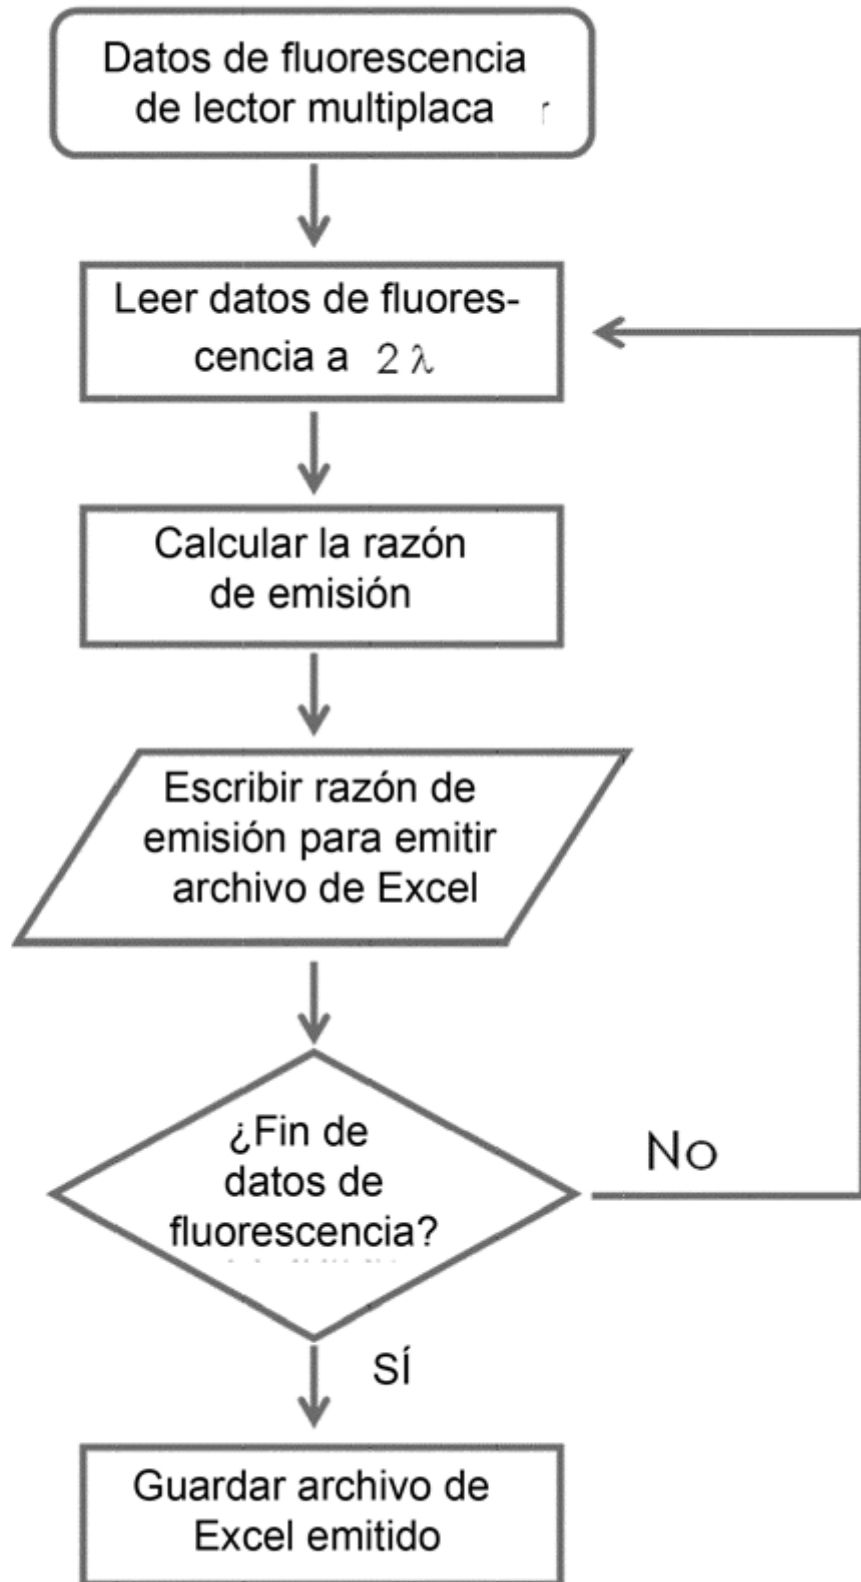 Datos de fluorescencia
de lector multiplaca
Leer datos de fluores-
cencia a 2 λ
Calcular la razón
de emisión
Escribir razón de
emisión para emitir
archivo de Excel
¿Fin de
datos de
fluorescencia?
No
SÍ
Guardar archivo de
Excel emitido